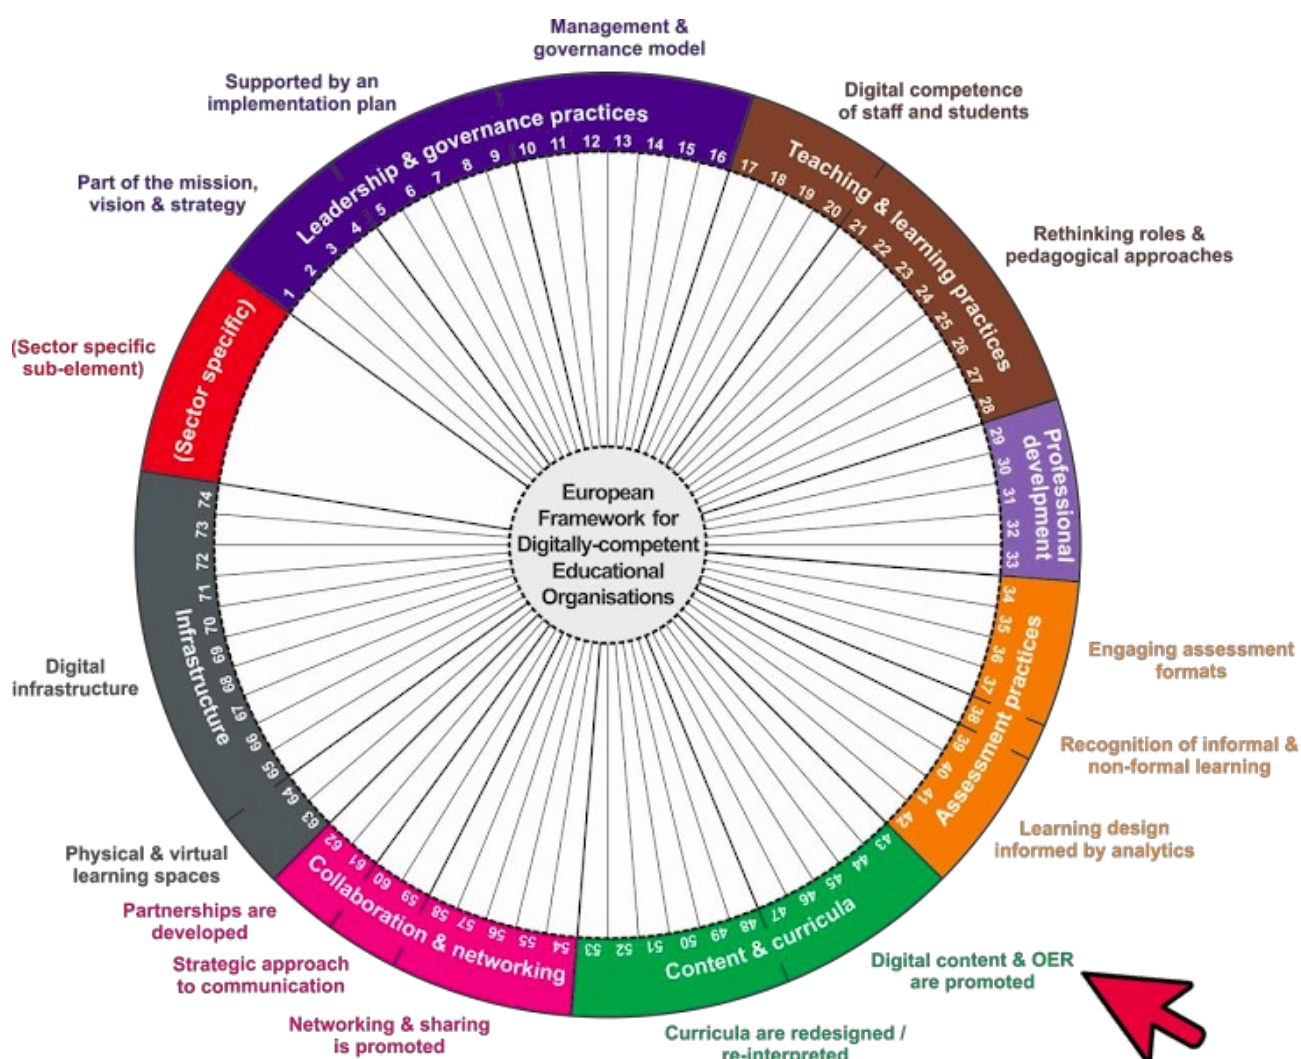 Management &
governance model
Supported by an
implementation plan
Digital competence
of staff and students
Part of the mission,
vision & strategy
Rethinking roles &
pedagogical approaches
(Sector specific
sub-element)
Leadership & governance practices
Teaching & learning practices
Professional
develpment
Assessment practices
Content & curricula
Collaboration & networking
Infrastructure
(Sector specific)
1
2
3
4
5
6
7
8
9
10
11
12
13
14
15
16
17
18
19
20
21
22
23
24
25
26
27
28
29
30
31
32
33
34
35
36
37
38
39
40
41
42
43
44
45
46
47
48
49
50
51
52
53
54
55
56
57
58
59
60
61
62
63
64
65
66
67
68
69
70
71
72
73
74
European
Framework for
Digitally-competent
Educational
Organisations
Engaging assessment
formats
Recognition of informal &
non-formal learning
Learning design
informed by analytics
Digital content & OER
are promoted
Curricula are redesigned /
re-interpreted
Networking & sharing
is promoted
Strategic approach
to communication
Partnerships are
developed
Physical & virtual
learning spaces
Digital
infrastructure